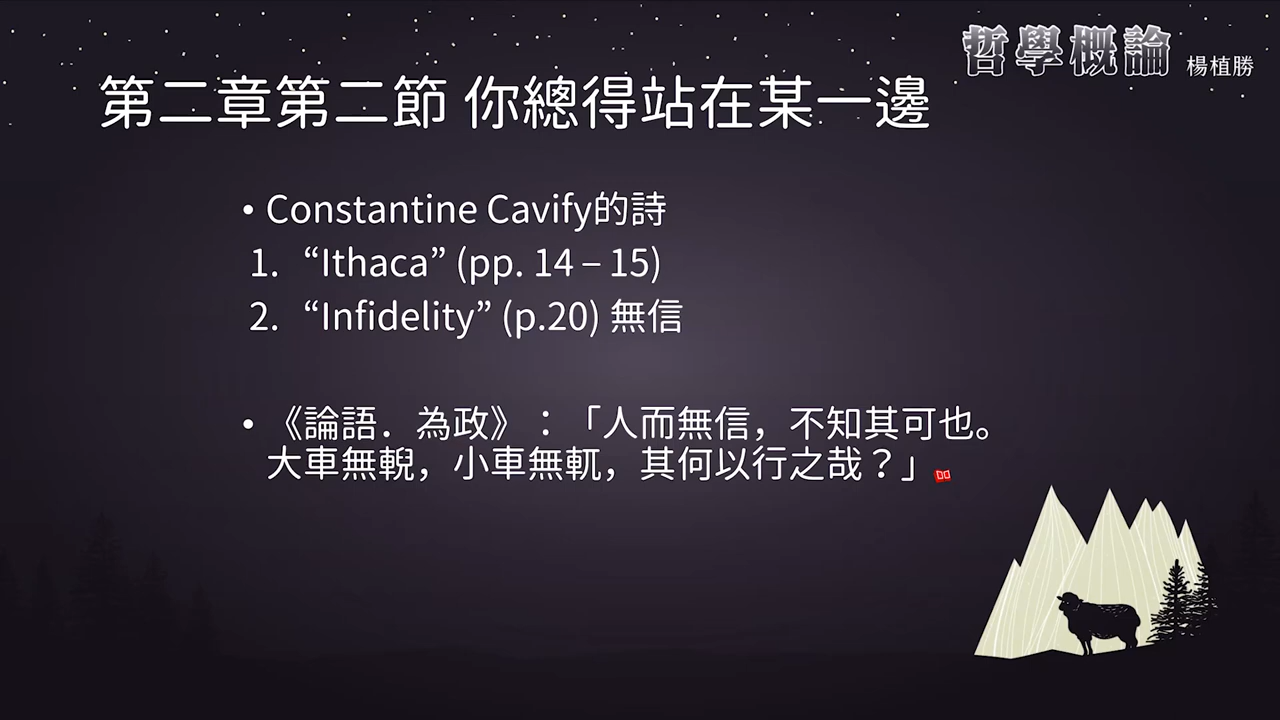 哲學概論 楊植勝
第二章第二節 你總得站在某一邊
• Constantine Cavify的詩
1. “Ithaca” (pp. 14 – 15)
2. “Infidelity” (p.20) 無信
• 《論語．為政》：「人而無信，不知其可也。
大車無輗，小車無軏，其何以行之哉？」